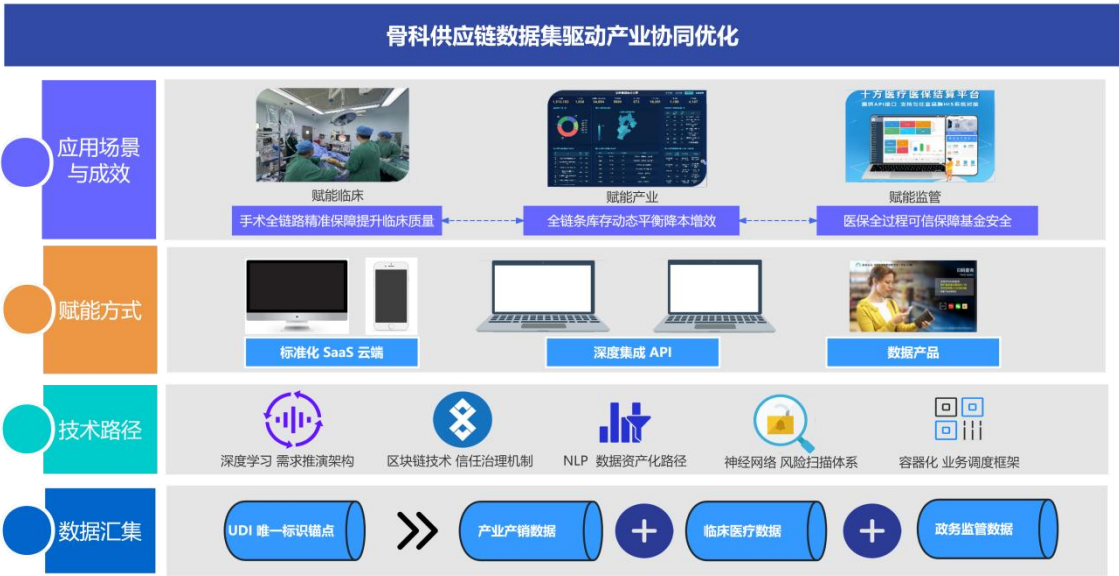 骨科供应链数据集驱动产业协同优化
应用场景
与成效
十方医疗医保结算平台
赋能临床
赋能产业
赋能监管
手术全链路精准保障提升临床质量
全链条库存动态平衡降本增效
医保全过程可信保障基金安全
赋能方式
标准化 SaaS 云端
深度集成 API
数据产品
技术路径
深度学习 需求推演架构
区块链技术 信任治理机制
NLP 数据资产化路径
神经网络 风险扫描体系
容器化 业务调度框架
数据汇集
UDI 唯一标识锚点
产业产销数据
临床医疗数据
政务监管数据